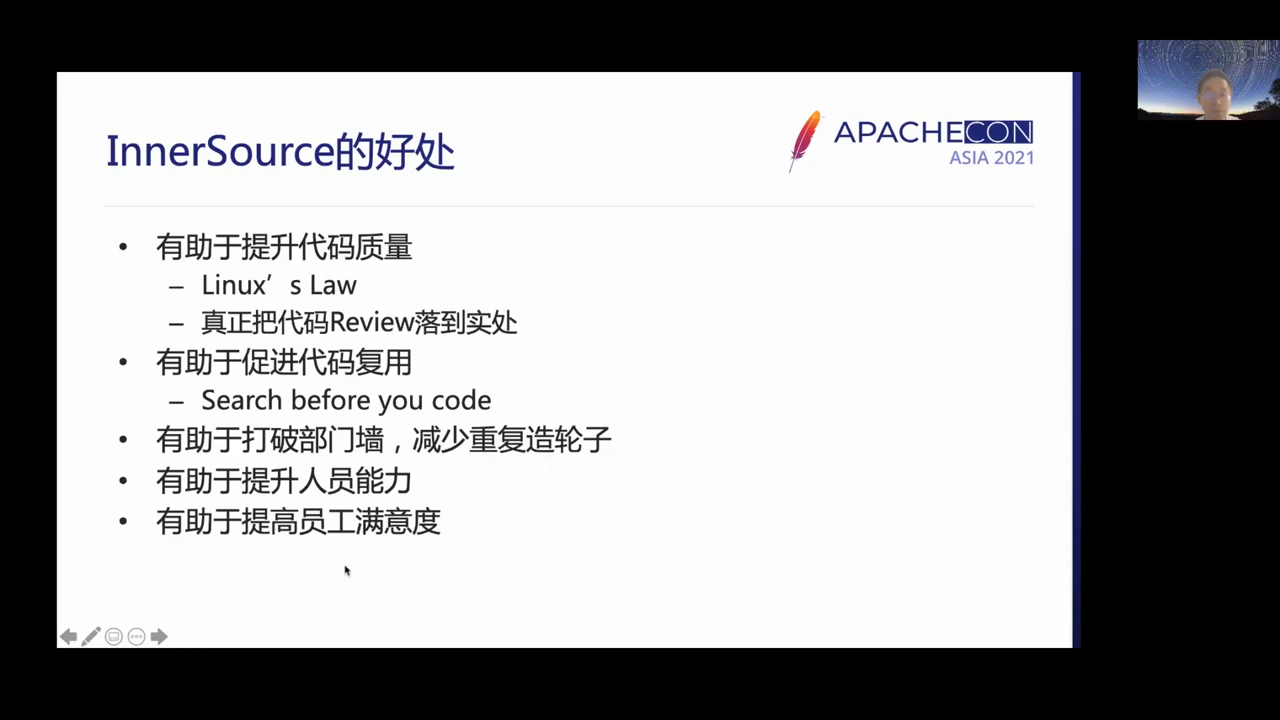 InnerSource的好处
APACHECON
ASIA 2021
• 有助于提升代码质量
– Linux’s Law
– 真正把代码Review落到实处
• 有助于促进代码复用
– Search before you code
• 有助于打破部门墙，减少重复造轮子
• 有助于提升人员能力
• 有助于提高员工满意度